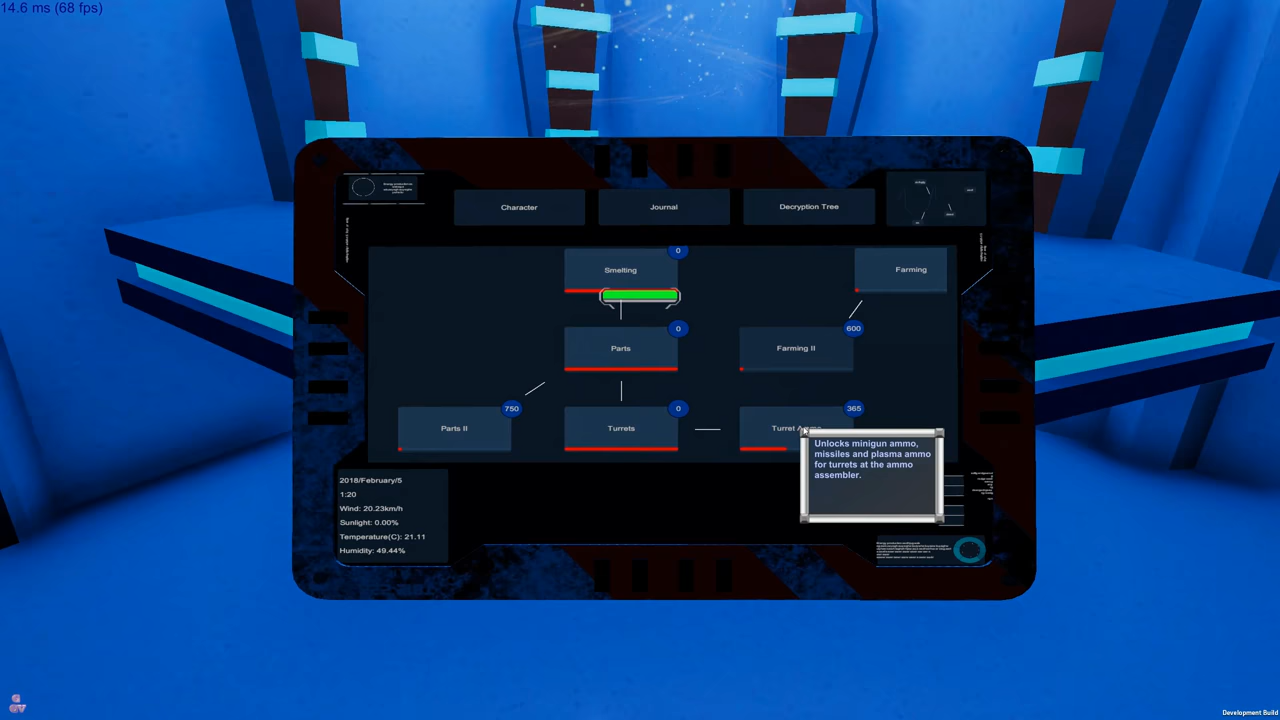 14.6 ms (68 fps)
Character
Journal
Decryption Tree
0
Smelting
Farming
0
600
Parts
Farming II
750
0
365
Parts II
Turrets
Turret
Unlocks minigun ammo,
missiles and plasma ammo
for turrets at the ammo
assembler.
2018/February/5
1:20
Wind: 20.23km/h
Sunlight: 0.00%
Temperature(C): 21.11
Humidity: 49.44%
Development Build